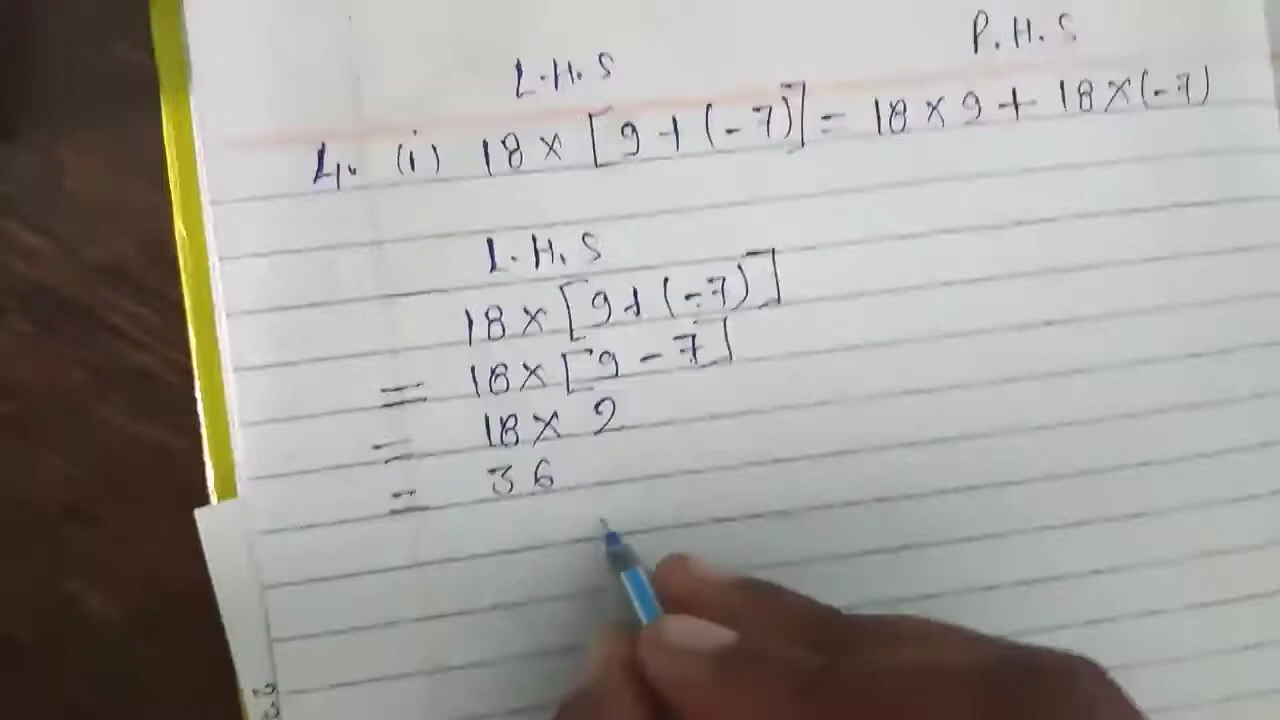 L.H.S R.H.S
4. (i) 18 × [9 + (-7)] = 18 × 9 + 18 × (-7)
L.H.S
18 × [9 + (-7)]
= 18 × [9 - 7]
= 18 × 2
= 36